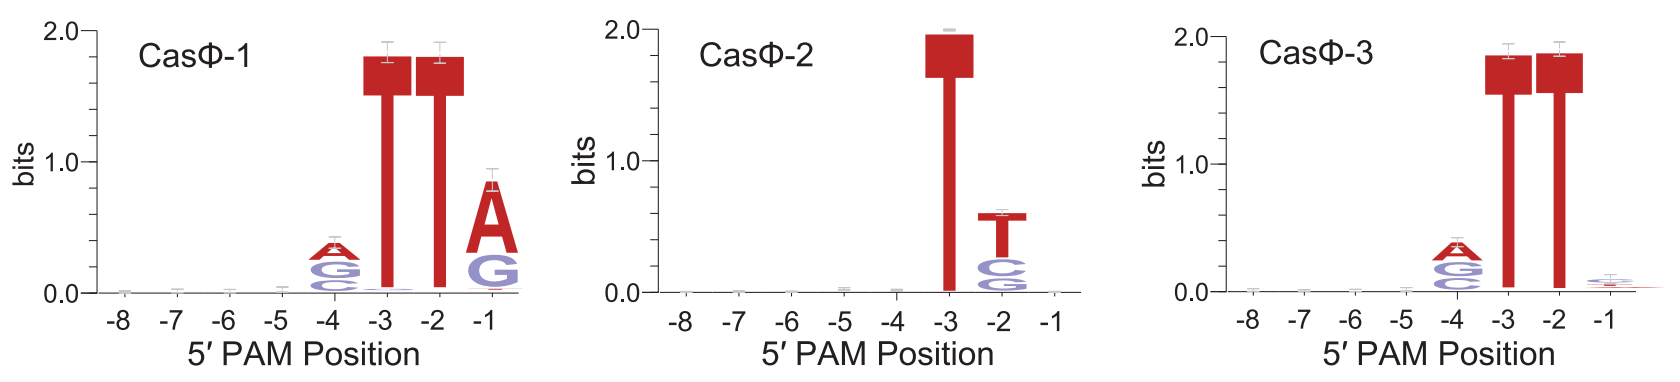 CasΦ-1
bits
2.0
1.0
0.0
A
G
C
T
T
A
G
-8 -7 -6 -5 -4 -3 -2 -1
5′ PAM Position
CasΦ-2
bits
2.0
1.0
0.0
T
T
C
G
-8 -7 -6 -5 -4 -3 -2 -1
5′ PAM Position
CasΦ-3
bits
2.0
1.0
0.0
A
G
C
T
T
-8 -7 -6 -5 -4 -3 -2 -1
5′ PAM Position